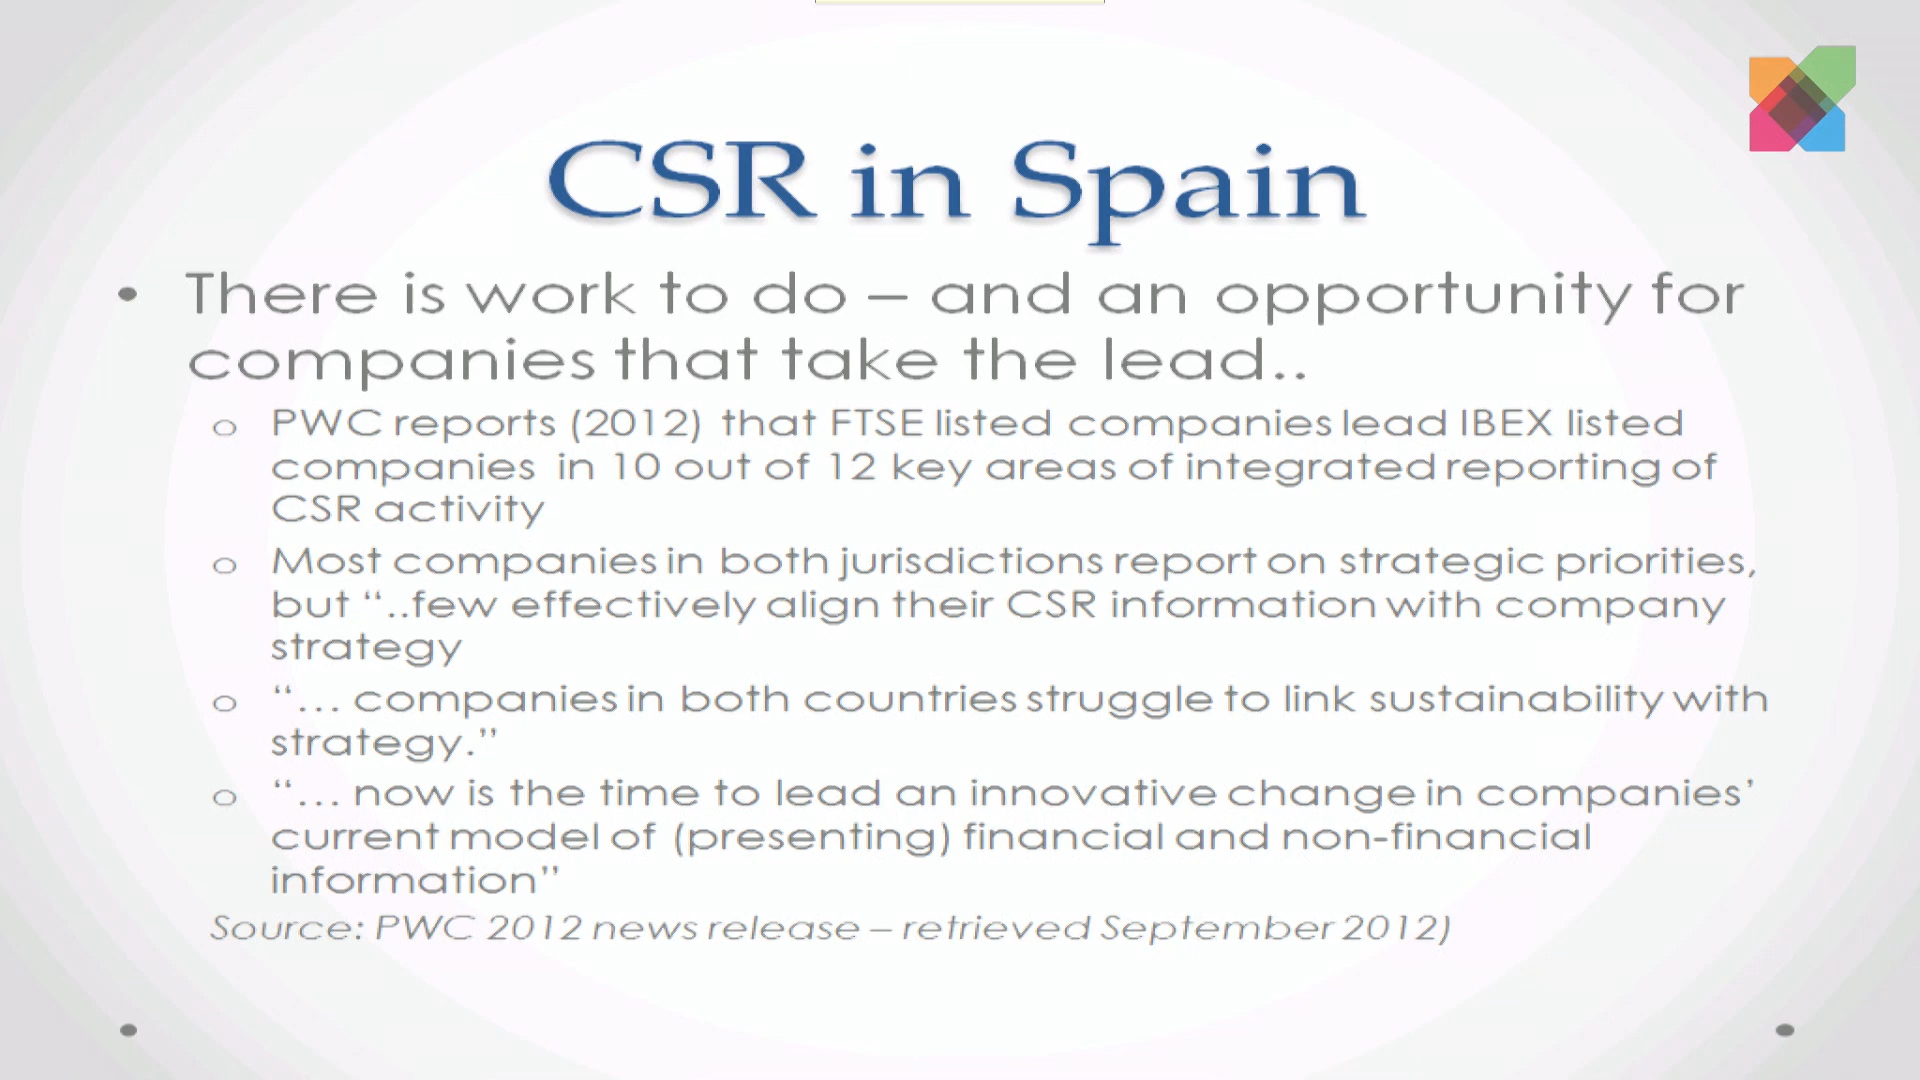 CSR in Spain
• There is work to do – and an opportunity for
companies that take the lead..
o PWC reports (2012) that FTSE listed companies lead IBEX listed
companies in 10 out of 12 key areas of integrated reporting of
CSR activity
o Most companies in both jurisdictions report on strategic priorities,
but “..few effectively align their CSR information with company
strategy
o “… companies in both countries struggle to link sustainability with
strategy.”
o “… now is the time to lead an innovative change in companies’
current model of (presenting) financial and non-financial
information”
Source: PWC 2012 news release – retrieved September 2012)